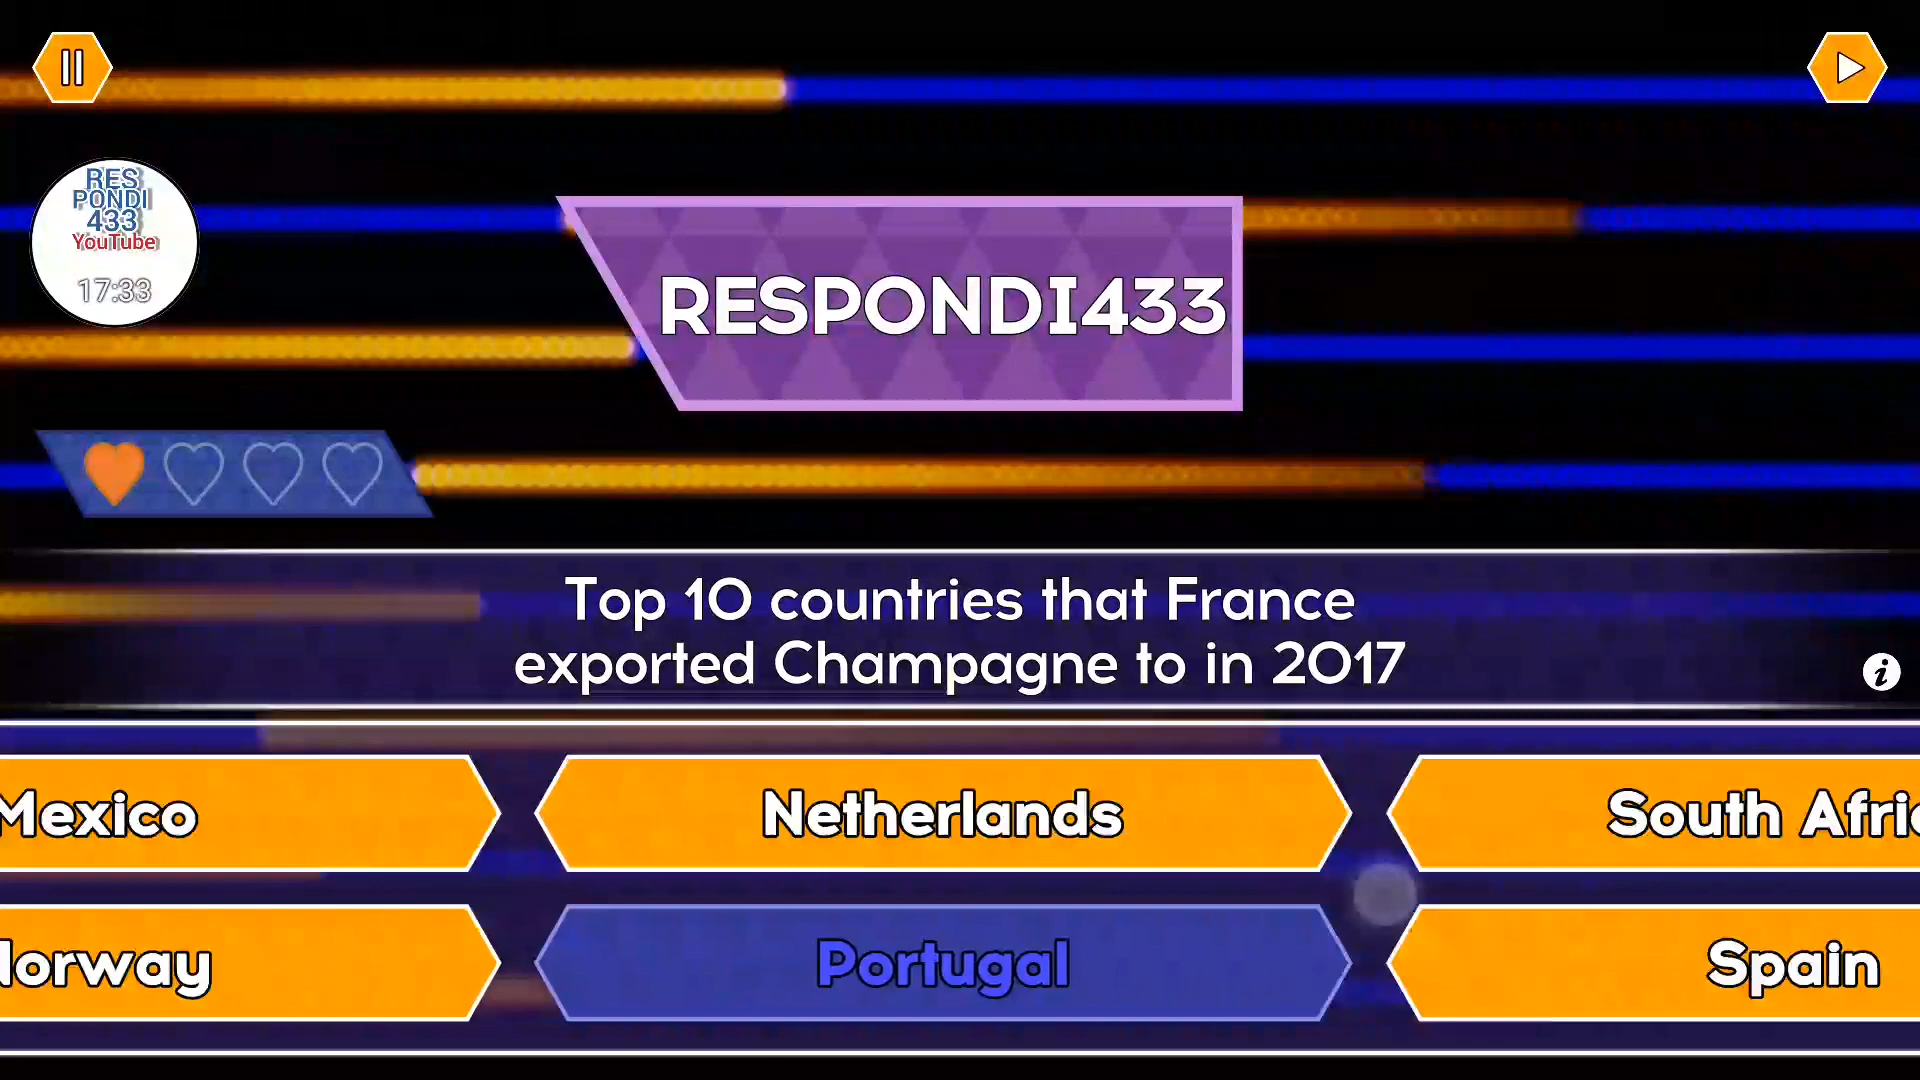 RES
PONDI
433
YouTube
17:33
RESPONDI433
Top 10 countries that France
exported Champagne to in 2017
i
Mexico
Netherlands
South Afric
Norway
Portugal
Spain